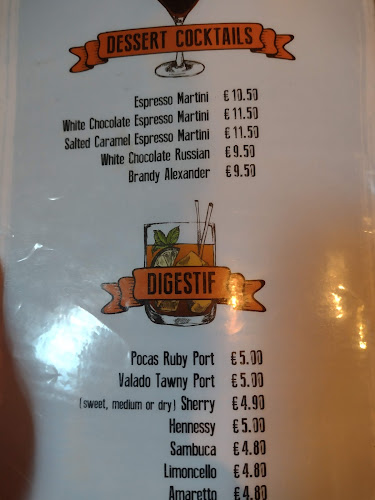 DESSERT COCKTAILS
Espresso Martini €10.50
White Chocolate Espresso Martini €11.50
Salted Caramel Espresso Martini €11.50
White Chocolate Russian €9.50
Brandy Alexander €9.50
DIGESTIF
Pocas Ruby Port €5.00
Valado Tawny Port €5.00
(sweet, medium or dry) Sherry €4.90
Hennessy €5.00
Sambuca €4.80
Limoncello €4.80
Amaretto €4.80